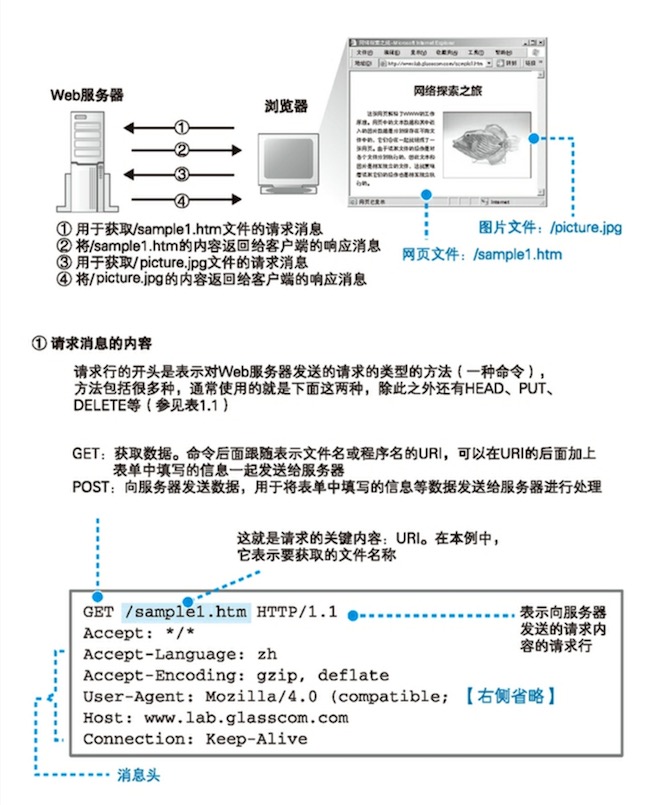 网络探索之旅-Microsoft Internet Explorer
Web服务器
浏览器
网络探索之旅
① 
②
③
④
① 用于获取/sample1.htm文件的请求消息
② 将/sample1.htm的内容返回给客户端的响应消息
③ 用于获取/picture.jpg文件的请求消息
④ 将/picture.jpg的内容返回给客户端的响应消息
图片文件：/picture.jpg
网页文件：/sample1.htm
① 请求消息的内容
请求行的开头是表示对Web服务器发送的请求的类型的方法（一种命令），
方法包括很多种，通常使用的就是下面这两种，除此之外还有HEAD、PUT、
DELETE等（参见表1.1）
GET：获取数据。命令后面跟随表示文件名或程序名的URI，可以在URI的后面加上
表单中填写的信息一起发送给服务器
POST：向服务器发送数据，用于将表单中填写的信息等数据发送给服务器进行处理
这就是请求的关键内容：URI。在本例中，
它表示要获取的文件名称
GET /sample1.htm HTTP/1.1
Accept: */*
Accept-Language: zh
Accept-Encoding: gzip, deflate
User-Agent: Mozilla/4.0 (compatible; 【右侧省略】
Host: www.lab.glasscom.com
Connection: Keep-Alive
表示向服务器
发送的请求内
容的请求行
消息头